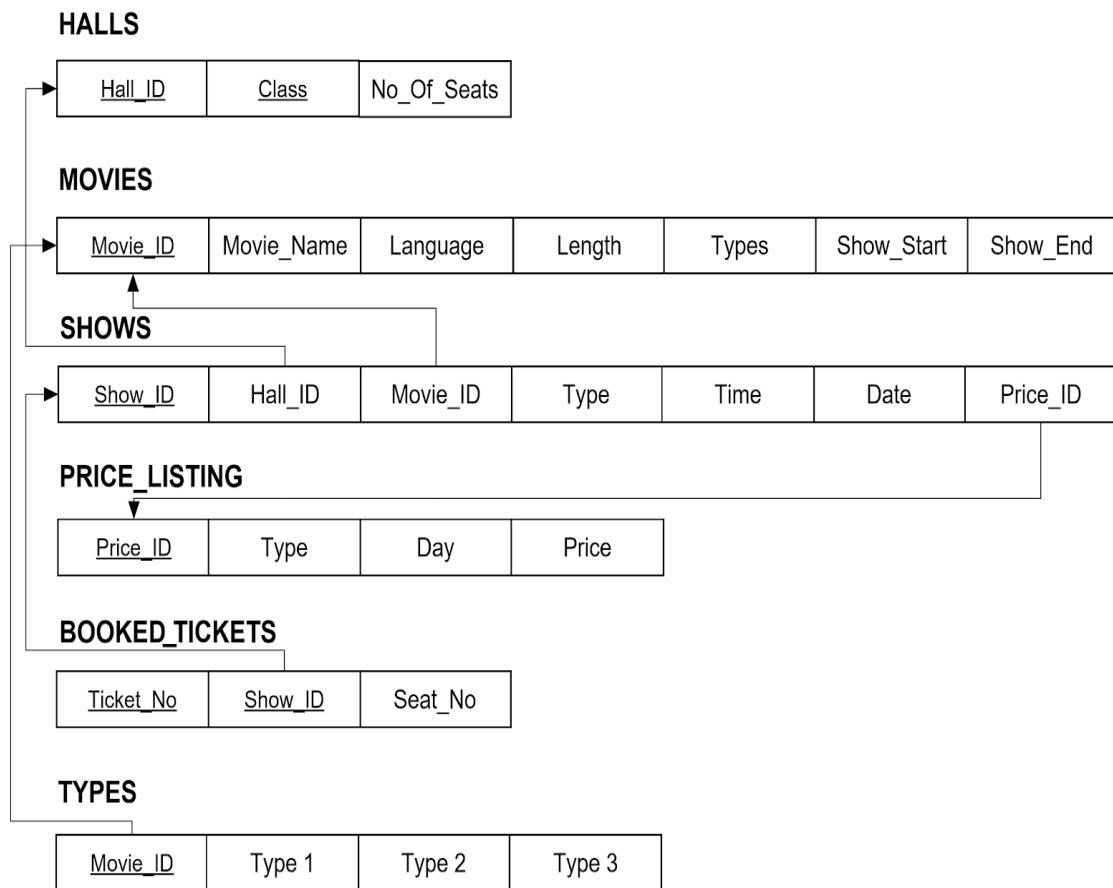 HALLS
Hall_ID Class No_Of_Seats
MOVIES
Movie_ID Movie_Name Language Length Types Show_Start Show_End
SHOWS
Show_ID Hall_ID Movie_ID Type Time Date Price_ID
PRICE_LISTING
Price_ID Type Day Price
BOOKED_TICKETS
Ticket_No Show_ID Seat_No
TYPES
Movie_ID Type 1 Type 2 Type 3